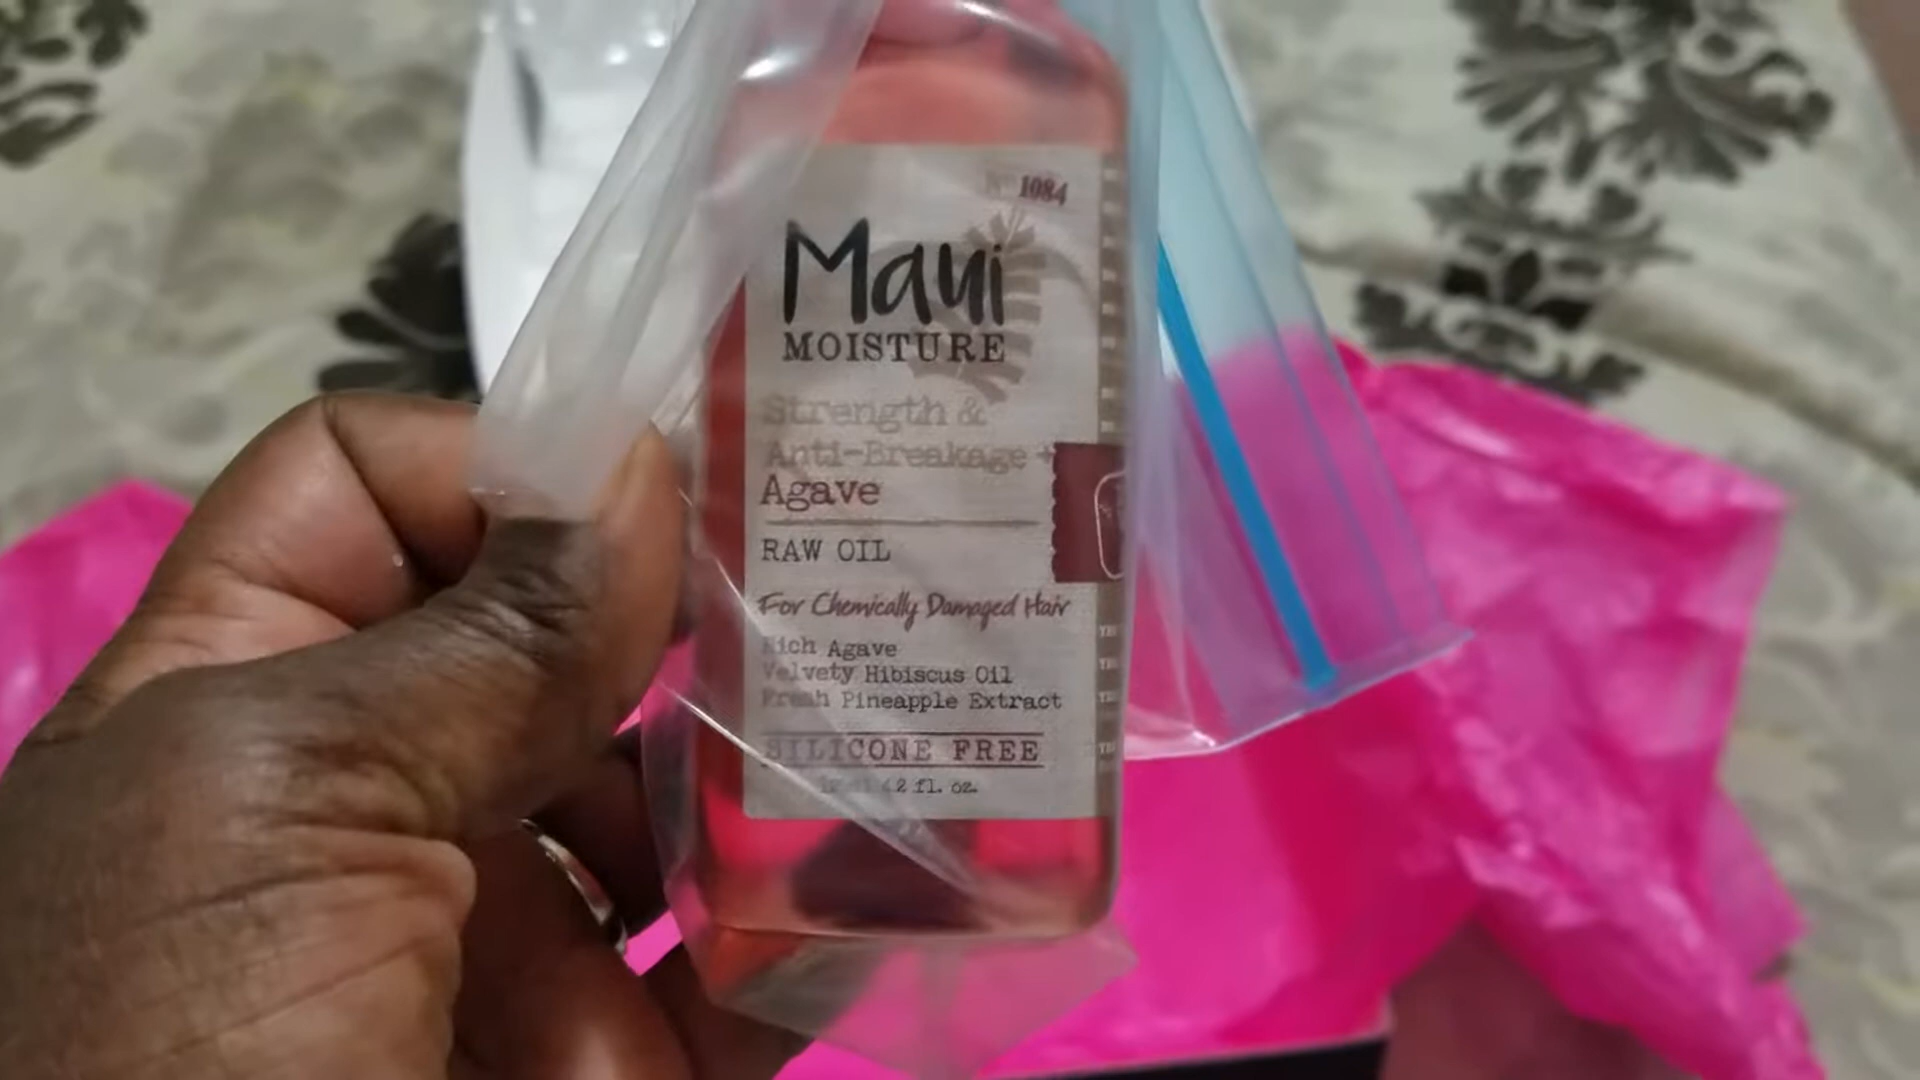 1084
Maui
MOISTURE
Strength &
Anti-Breakage +
Agave
RAW OIL
For Chemically Damaged Hair
Rich Agave
Velvety Hibiscus Oil
Fresh Pineapple Extract
SILICONE FREE
4.2 fl. oz.